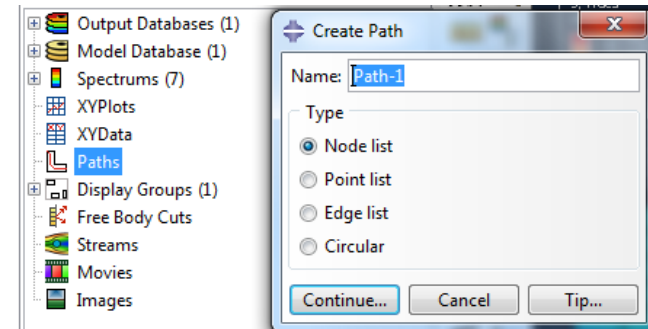 Output Databases (1)
Model Database (1)
Spectrums (7)
XYPlots
XYData
Paths
Display Groups (1)
Free Body Cuts
Streams
Movies
Images
Create Path
Name: Path-1
Type
Node list
Point list
Edge list
Circular
Continue... Cancel Tip...